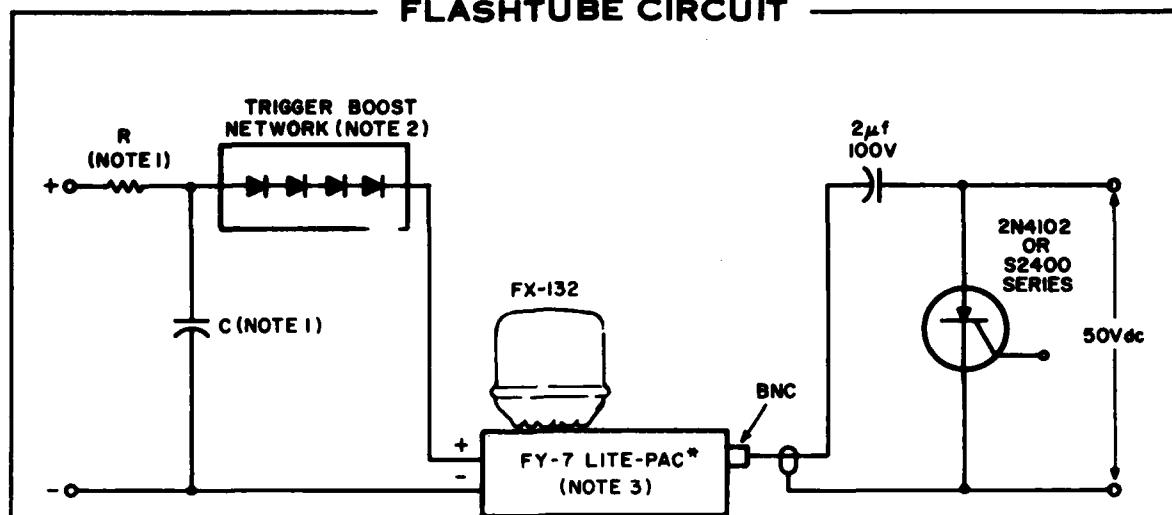 FLASHTUBE CIRCUIT
TRIGGER BOOST
NETWORK (NOTE 2)
R
(NOTE 1)
+
C (NOTE 1)
-
FX-132
+
-
FY-7 LITE-PAC*
(NOTE 3)
BNC
2µf
100V
2N4102
OR
S2400
SERIES
50Vdc